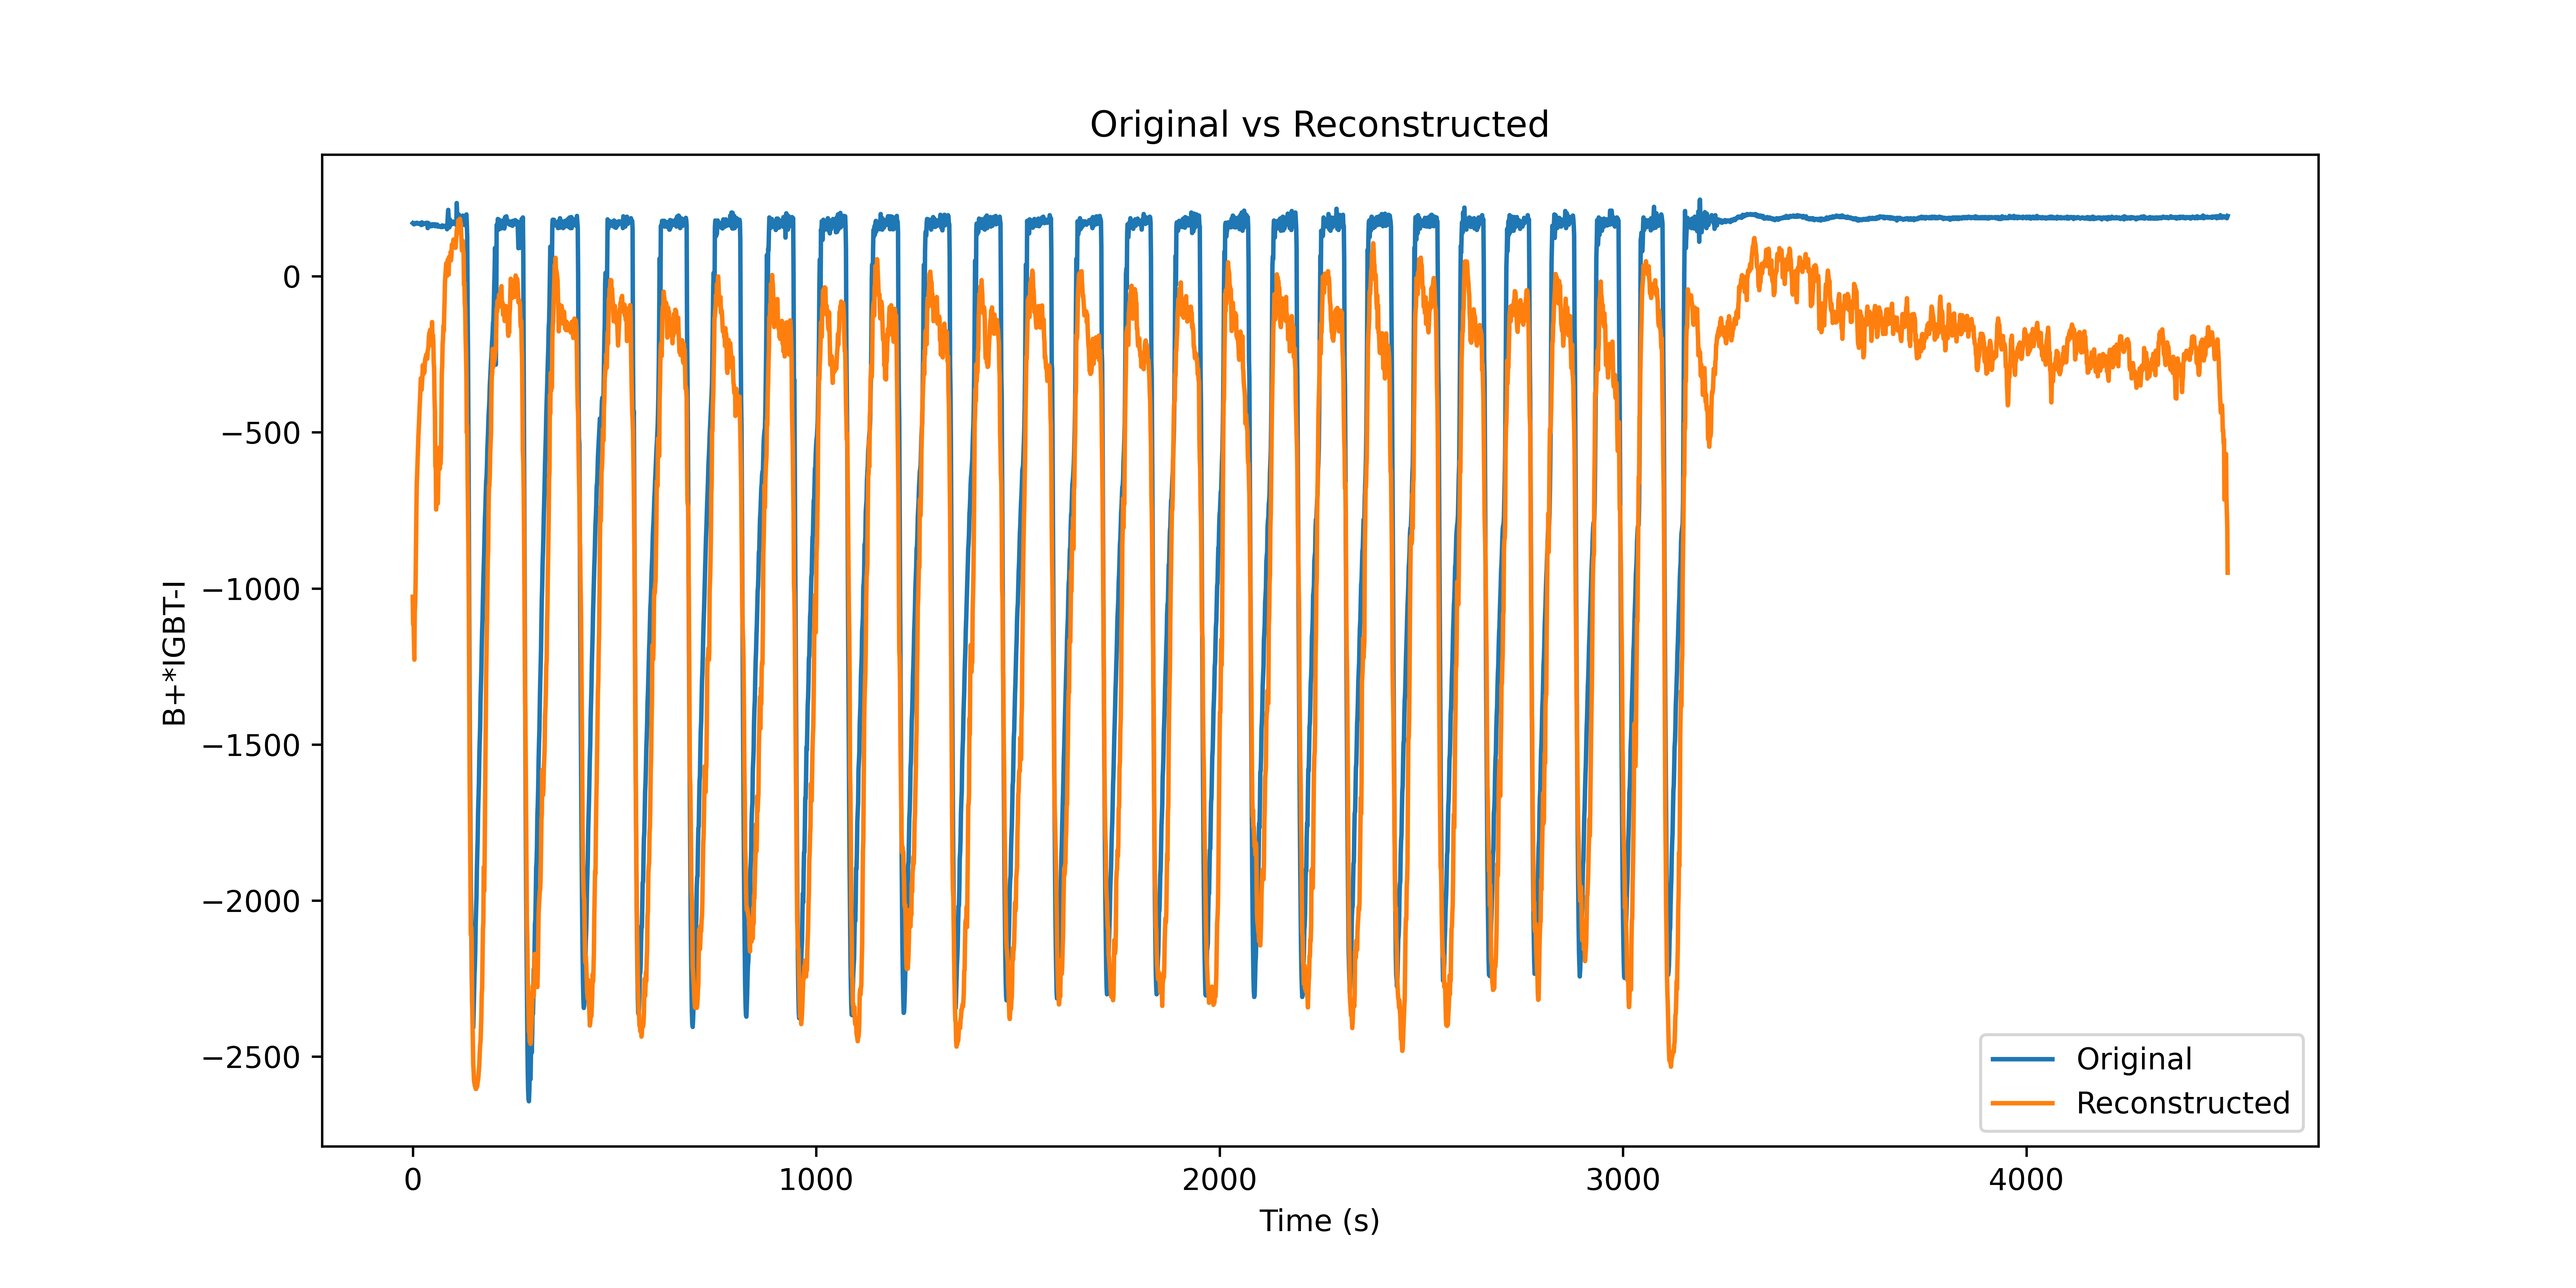 Original vs Reconstructed
B+*IGBT-I
0
−500
−1000
−1500
−2000
−2500
0
1000
2000
3000
4000
Time (s)
Original
Reconstructed